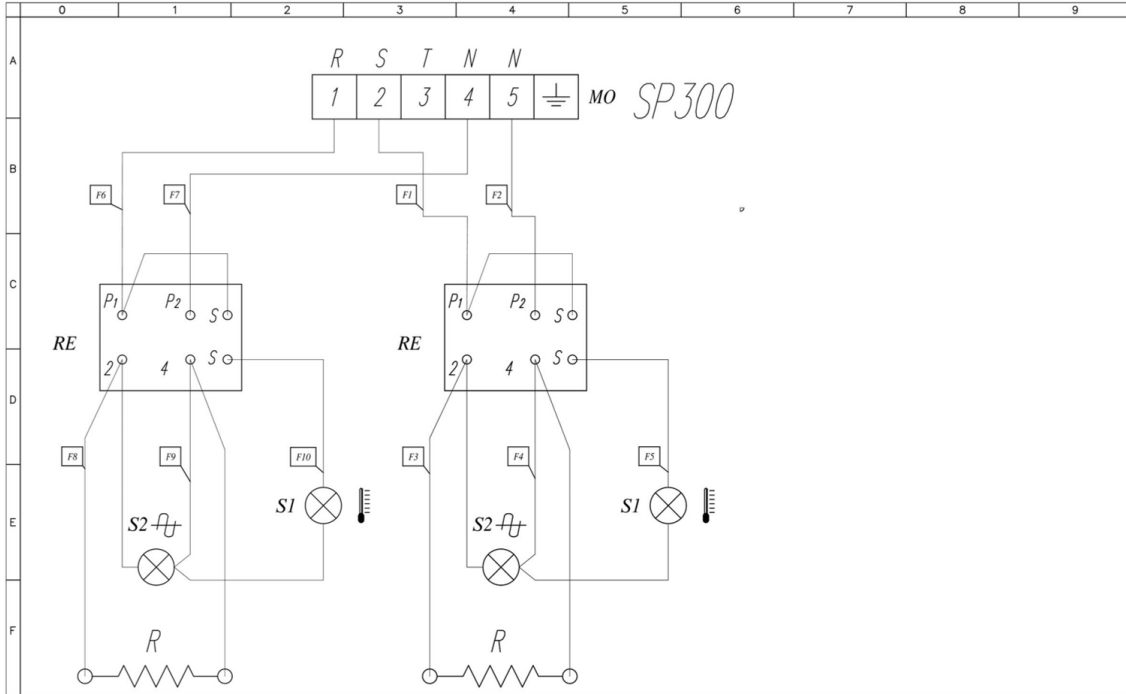 0 1 2 3 4 5 6 7 8 9
A
R S T N N
1 2 3 4 5 MO SP300
B
F6 F7 F1 F2
C
P1 P2 S P1 P2 S
RE RE
2 4 S 2 4 S
D
F8 F9 F10 F3 F4 F5
E
S1 S1
S2 S2
F
R R